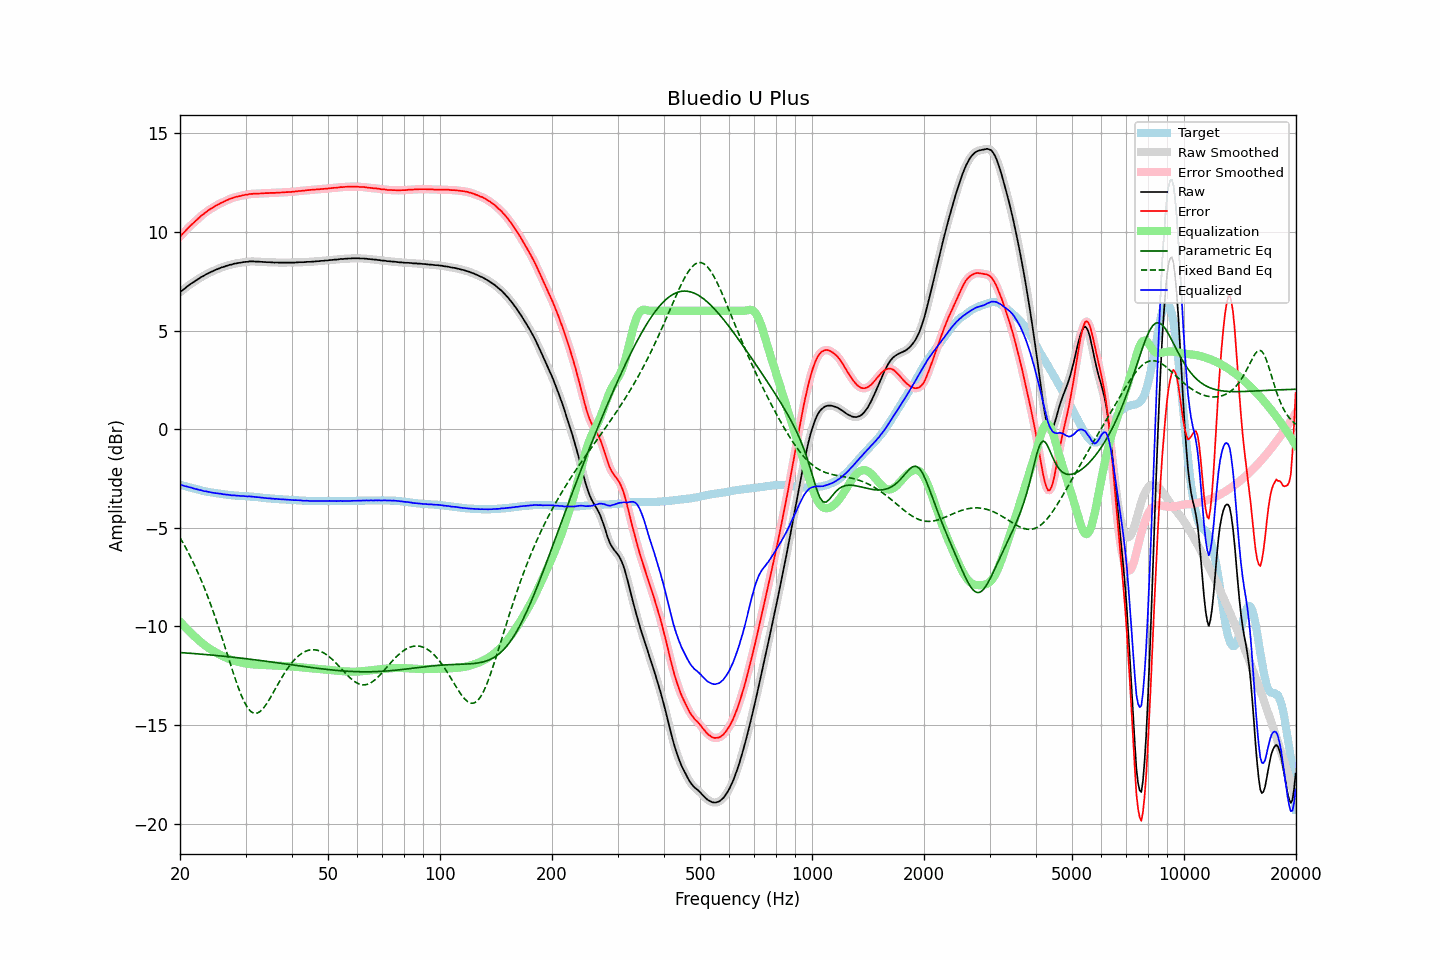 Bluedio U Plus
15
10
5
0
−5
−10
−15
−20
Amplitude (dBr)
20
50
100
200
500
1000
2000
5000
10000
20000
Frequency (Hz)
Target
Raw Smoothed
Error Smoothed
Raw
Error
Equalization
Parametric Eq
Fixed Band Eq
Equalized